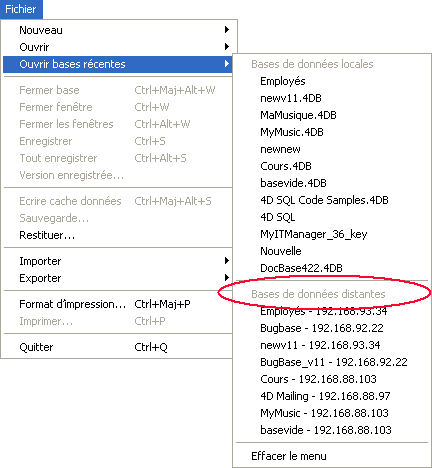 Fichier
Nouveau
Ouvrir
Ouvrir bases récentes
Fermer base Ctrl+Maj+Alt+W
Fermer fenêtre Ctrl+W
Fermer les fenêtres Ctrl+Alt+W
Enregistrer Ctrl+S
Tout enregistrer Ctrl+Alt+S
Version enregistrée...
Ecrire cache données Ctrl+Maj+Alt+S
Sauvegarde...
Restituer...
Importer
Exporter
Format d'impression... Ctrl+Maj+P
Imprimer... Ctrl+P
Quitter Ctrl+Q
Bases de données locales
Employés
newv11.4DB
MaMusique.4DB
MyMusic.4DB
newnew
Cours.4DB
basevide.4DB
4D SQL Code Samples.4DB
4D SQL
MyITManager_36_key
Nouvelle
DocBase422.4DB
Bases de données distantes
Employés - 192.168.93.34
Bugbase - 192.168.92.22
newv11 - 192.168.93.34
BugBase_v11 - 192.168.92.22
Cours - 192.168.88.103
4D Mailing - 192.168.88.97
MyMusic - 192.168.88.103
basevide - 192.168.88.103
Effacer le menu